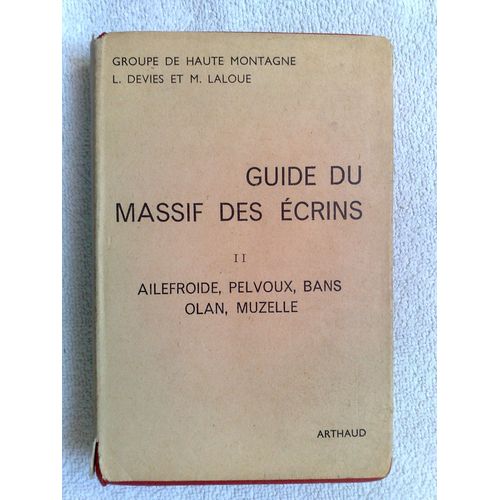 GROUPE DE HAUTE MONTAGNE
L. DEVIES ET M. LALOUE
GUIDE DU
MASSIF DES ÉCRINS
II
AILEFROIDE, PELVOUX, BANS
OLAN, MUZELLE
ARTHAUD